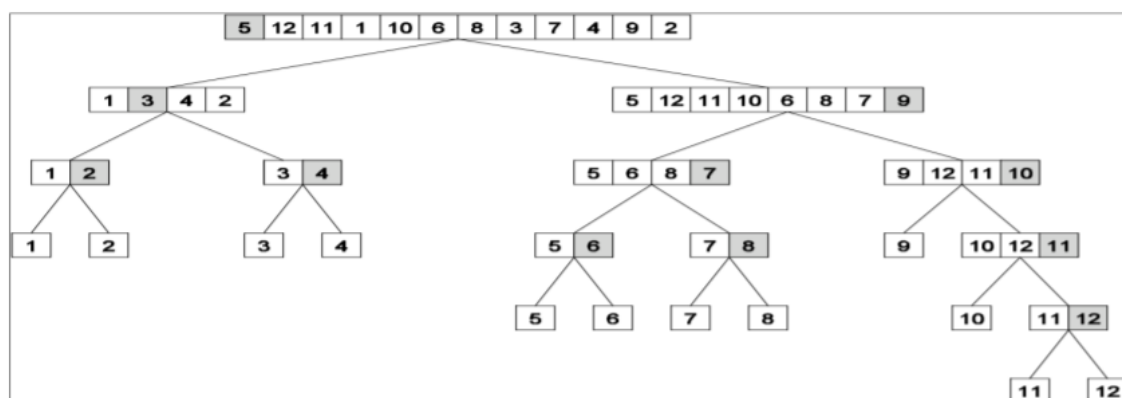 5 12 11 1 10 6 8 3 7 4 9 2
1 3 4 2 5 12 11 10 6 8 7 9
1 2 3 4 5 6 8 7 9 12 11 10
1 2 3 4 5 6 7 8 9 10 12 11
5 6 7 8 10 11 12
11 12